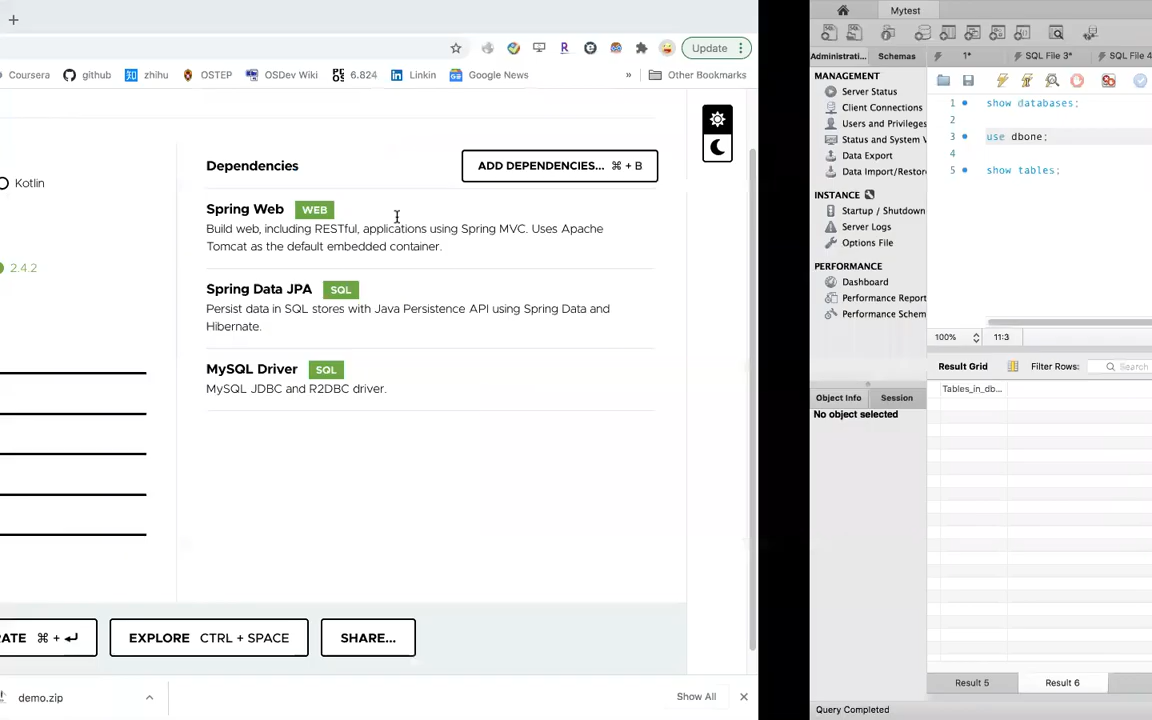 Update
Coursera
github
zhihu
OSTEP
OSDev Wiki
6.824
Linkin
Google News
»
Other Bookmarks
Kotlin
2.4.2
Dependencies
ADD DEPENDENCIES... ⌘ + B
Spring Web WEB
Build web, including RESTful, applications using Spring MVC. Uses Apache
Tomcat as the default embedded container.
Spring Data JPA SQL
Persist data in SQL stores with Java Persistence API using Spring Data and
Hibernate.
MySQL Driver SQL
MySQL JDBC and R2DBC driver.
RATE ⌘ + ↵
EXPLORE CTRL + SPACE
SHARE...
demo.zip
Show All
Mytest
Administrati...
Schemas
1*
SQL File 3*
SQL File 4
MANAGEMENT
Server Status
Client Connections
Users and Privileges
Status and System V
Data Export
Data Import/Restore
INSTANCE
Startup / Shutdown
Server Logs
Options File
PERFORMANCE
Dashboard
Performance Report
Performance Schem
1 show databases;
2
3 use dbone;
4
5 show tables;
100%
11:3
Result Grid
Filter Rows:
Search
Tables_in_db...
Object Info
Session
No object selected
Result 5
Result 6
Query Completed